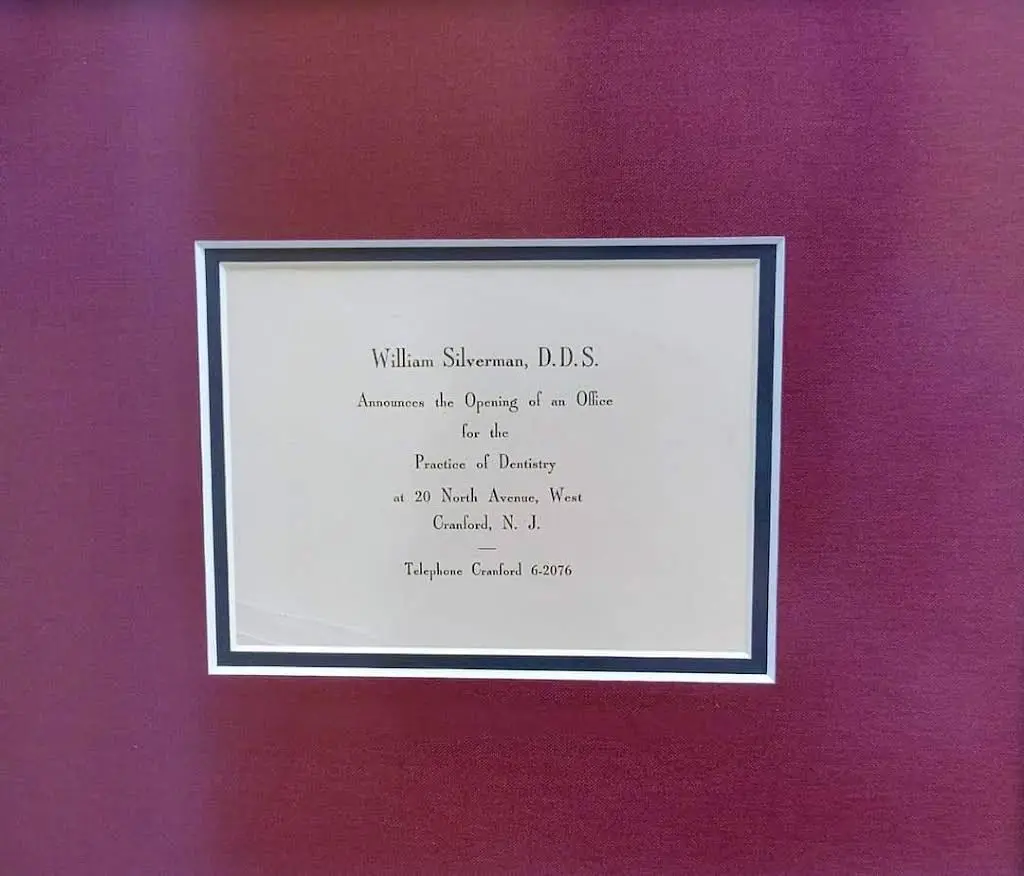 William Silverman, D.D.S.
Announces the Opening of an Office
for the
Practice of Dentistry
at 20 North Avenue, West
Cranford, N. J.
Telephone Cranford 6-2076